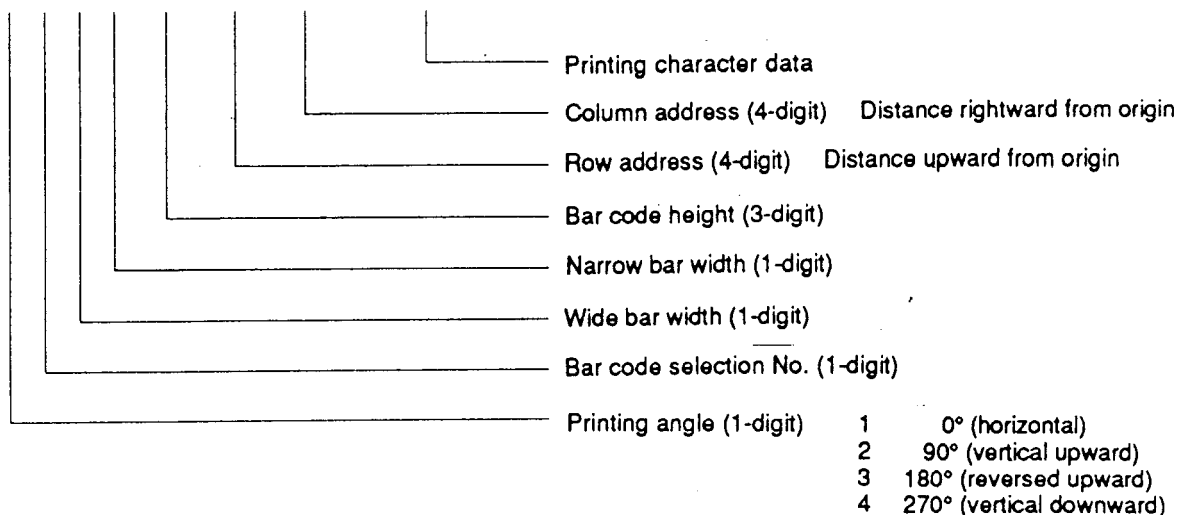 Printing character data
Column address (4-digit) Distance rightward from origin
Row address (4-digit) Distance upward from origin
Bar code height (3-digit)
Narrow bar width (1-digit)
Wide bar width (1-digit)
Bar code selection No. (1-digit)
Printing angle (1-digit) 1 0° (horizontal)
2 90° (vertical upward)
3 180° (reversed upward)
4 270° (vertical downward)